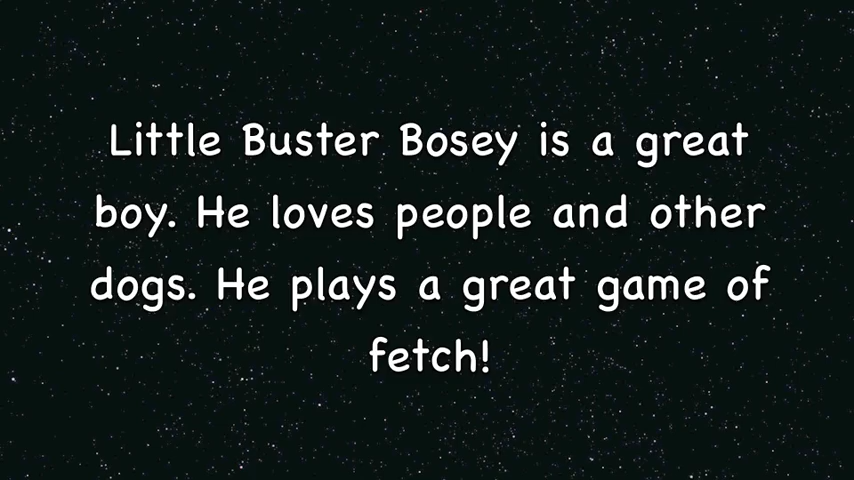 Little Buster Bosey is a great
boy. He loves people and other
dogs. He plays a great game of
fetch!